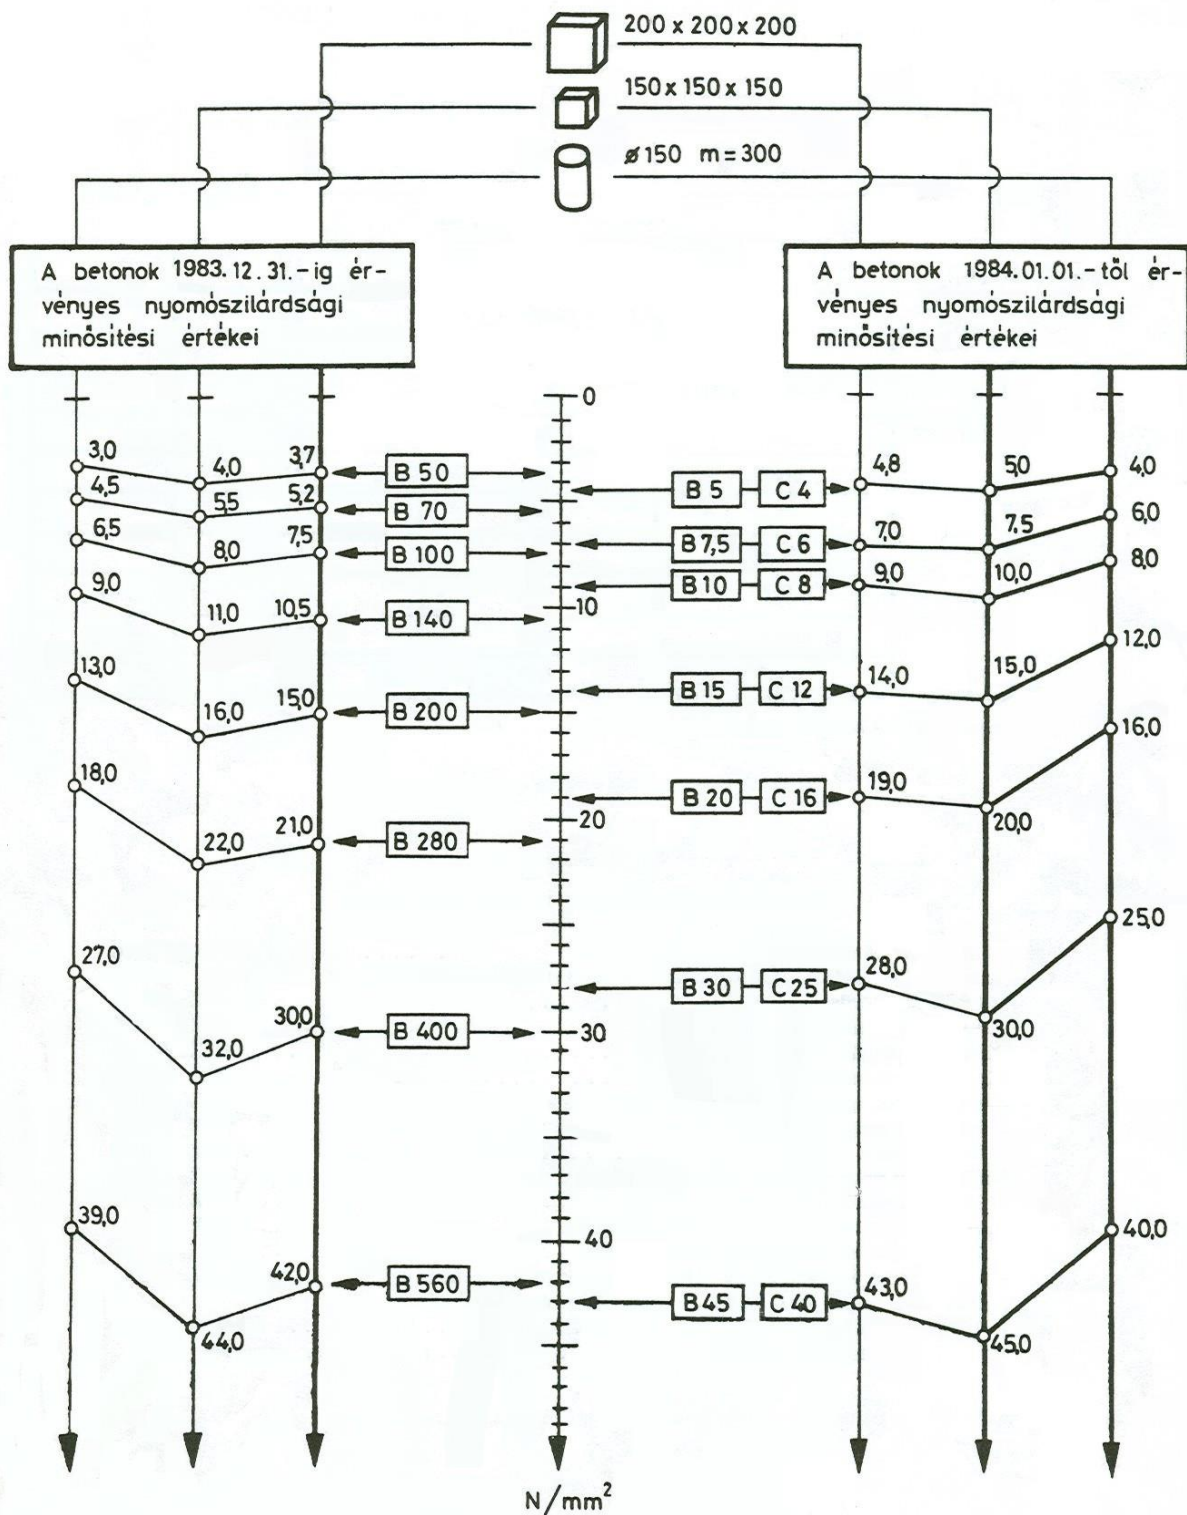 200 x 200 x 200
150 x 150 x 150
ø 150 m = 300
A betonok 1983.12.31.-ig ér-
vényes nyomószilárdsági
minősítési értékei
A betonok 1984.01.01.-től ér-
vényes nyomószilárdsági
minősítési értékei
0
3,0 4,0 3,7 B 50
B 5 C 4 4,8 5,0 4,0
4,5 5,5 5,2 B 70
B 7,5 C 6 7,0 7,5 6,0
6,5 8,0 7,5 B 100
B 10 C 8 9,0 10,0 8,0
10
9,0 11,0 10,5 B 140
B 15 C 12 14,0 15,0 12,0
13,0 16,0 15,0 B 200
B 20 C 16 19,0 20,0 16,0
20
18,0 22,0 21,0 B 280
B 30 C 25 28,0 30,0 25,0
27,0 32,0 30,0 B 400
30
40
39,0 44,0 42,0 B 560
B 45 C 40 43,0 45,0 40,0
N/mm²